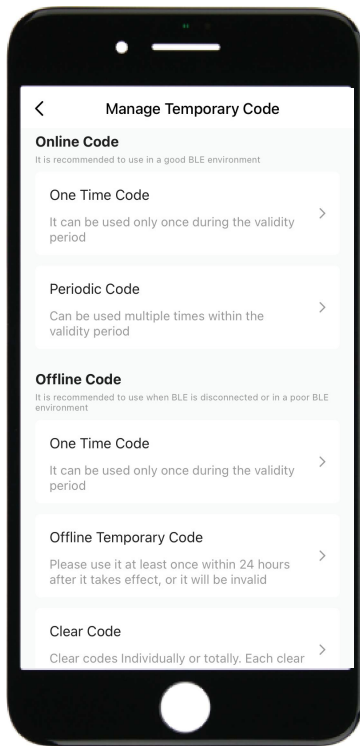 Manage Temporary Code
Online Code
It is recommended to use in a good BLE environment
One Time Code
It can be used only once during the validity
period
Periodic Code
Can be used multiple times within the
validity period
Offline Code
It is recommended to use when BLE is disconnected or in a poor BLE
environment
One Time Code
It can be used only once during the validity
period
Offline Temporary Code
Please use it at least once within 24 hours
after it takes effect, or it will be invalid
Clear Code
Clear codes Individually or totally. Each clear